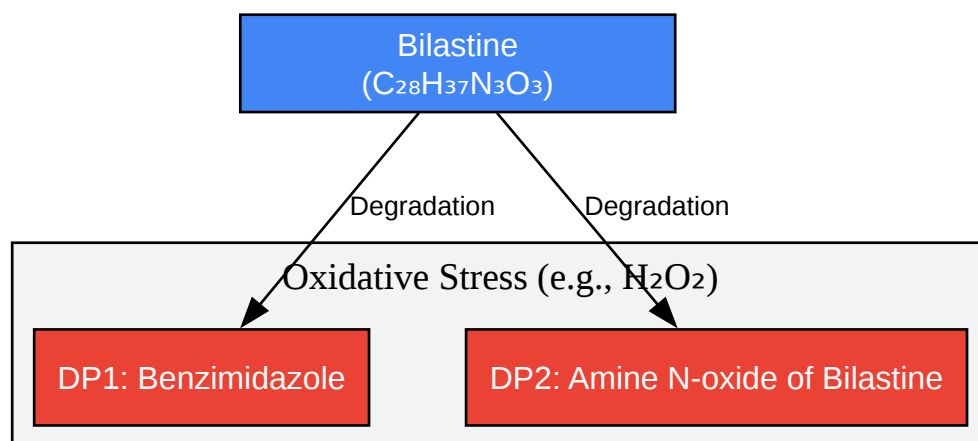 Bilastine
(C₂₈H₃₇N₃O₃)
Degradation
Degradation
Oxidative Stress (e.g., H₂O₂)
DP1: Benzimidazole
DP2: Amine N-oxide of Bilastine